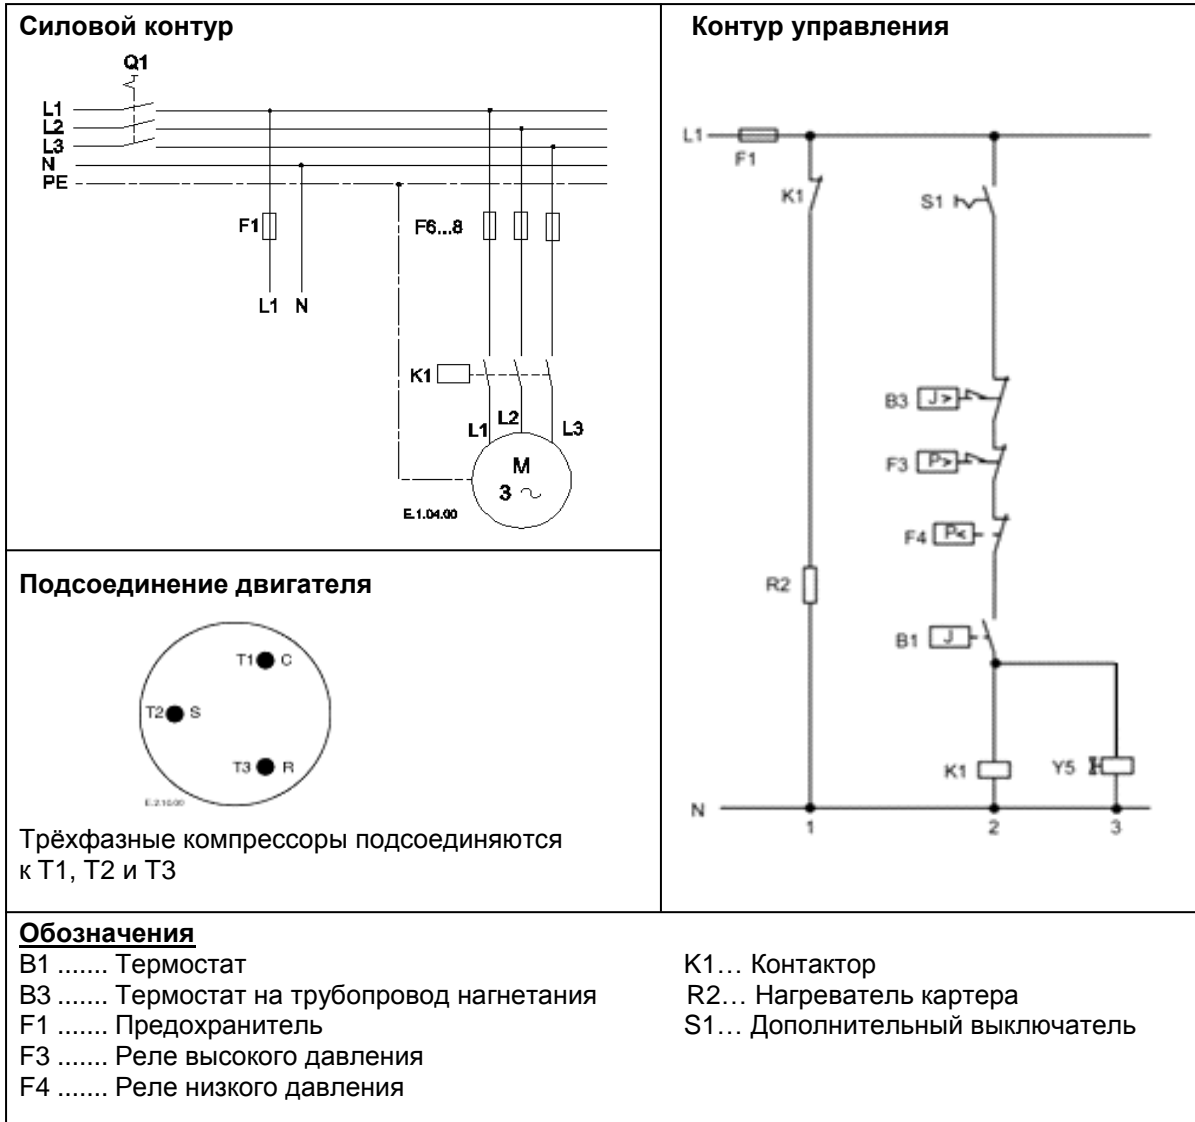 Силовой контур
Q1
L1
L2
L3
N
PE
F1
F6...8
L1 N
K1
L1
L2
L3
M
3 ~
E.1.04.00
Контур управления
L1
F1
K1
S1
B3
J>
F3
P>
F4
P<
R2
B1
J
K1
Y5
N
1
2
3
Подсоединение двигателя
T1 C
T2 S
T3 R
E.2.10.00
Трёхфазные компрессоры подсоединяются
к T1, T2 и T3
Обозначения
B1 ....... Термостат
B3 ....... Термостат на трубопровод нагнетания
F1 ....... Предохранитель
F3 ....... Реле высокого давления
F4 ....... Реле низкого давления
K1… Контактор
R2… Нагреватель картера
S1… Дополнительный выключатель